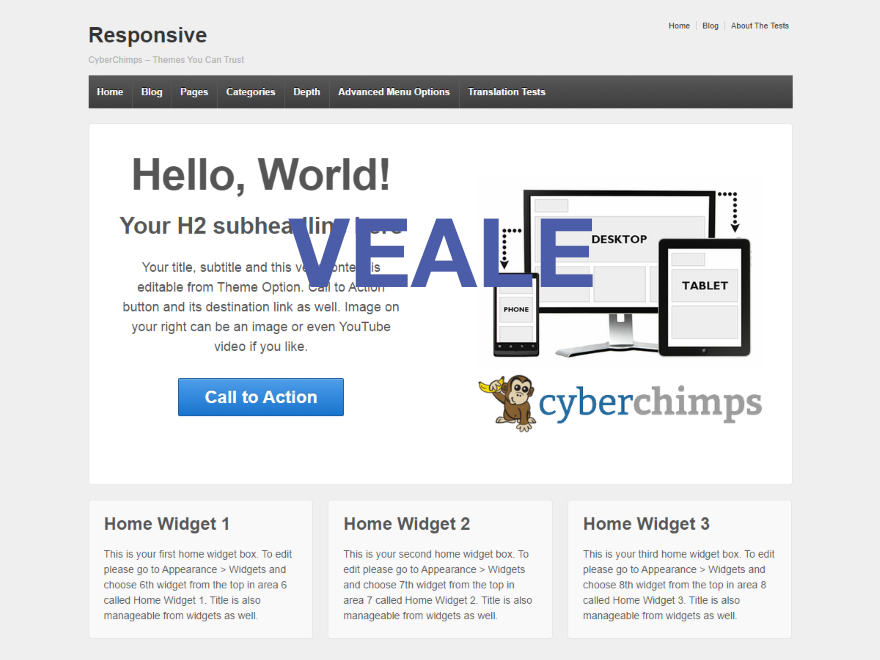 Responsive
Home Blog About The Tests
CyberChimps – Themes You Can Trust
Home Blog Pages Categories Depth Advanced Menu Options Translation Tests
Hello, World!
Your H2
VEALE
Your title, subtitle and this
editable from Theme Option. Call to Action
button and its destination link as well. Image on
your right can be an image or even YouTube
video if you like.
Call to Action
DESKTOP
TABLET
PHONE
cyberchimps
Home Widget 1
This is your first home widget box. To edit
please go to Appearance > Widgets and
choose 6th widget from the top in area 6
called Home Widget 1. Title is also
manageable from widgets as well.
Home Widget 2
This is your second home widget box. To
edit please go to Appearance > Widgets
and choose 7th widget from the top in
area 7 called Home Widget 2. Title is also
manageable from widgets as well.
Home Widget 3
This is your third home widget box. To edit
please go to Appearance > Widgets and
choose 8th widget from the top in area 8
called Home Widget 3. Title is also
manageable from widgets as well.